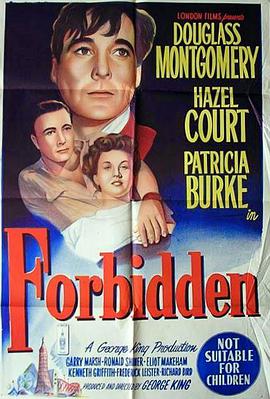 LONDON FILMS presents
DOUGLASS
MONTGOMERY
HAZEL
COURT
PATRICIA
BURKE
in
Forbidden
A George King Production
GARRY MARSH · RONALD SHINER · ELIOT MAKEHAM
KENNETH GRIFFITH · FREDERICK LEISTER · RICHARD BIRD
PRODUCED AND DIRECTED BY GEORGE KING
NOT
SUITABLE FOR
CHILDREN